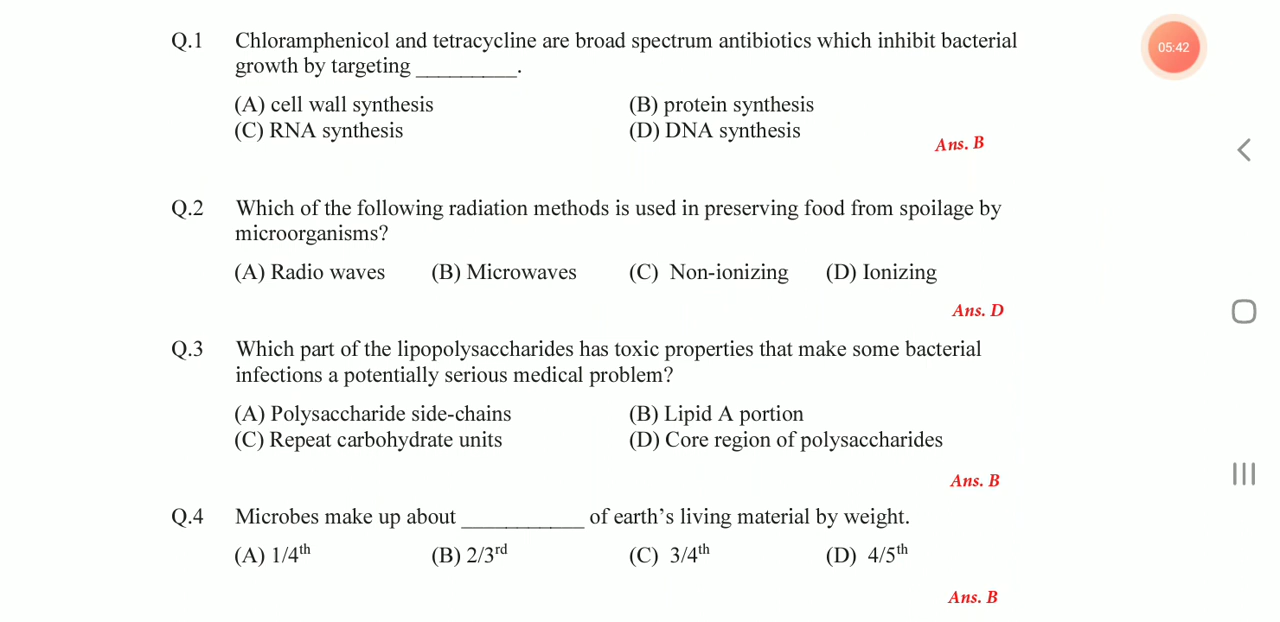 05:42
Q.1 Chloramphenicol and tetracycline are broad spectrum antibiotics which inhibit bacterial
growth by targeting _________.
(A) cell wall synthesis (B) protein synthesis
(C) RNA synthesis (D) DNA synthesis
Ans. B
Q.2 Which of the following radiation methods is used in preserving food from spoilage by
microorganisms?
(A) Radio waves (B) Microwaves (C) Non-ionizing (D) Ionizing
Ans. D
Q.3 Which part of the lipopolysaccharides has toxic properties that make some bacterial
infections a potentially serious medical problem?
(A) Polysaccharide side-chains (B) Lipid A portion
(C) Repeat carbohydrate units (D) Core region of polysaccharides
Ans. B
Q.4 Microbes make up about ___________ of earth’s living material by weight.
(A) 1/4th (B) 2/3rd (C) 3/4th (D) 4/5th
Ans. B